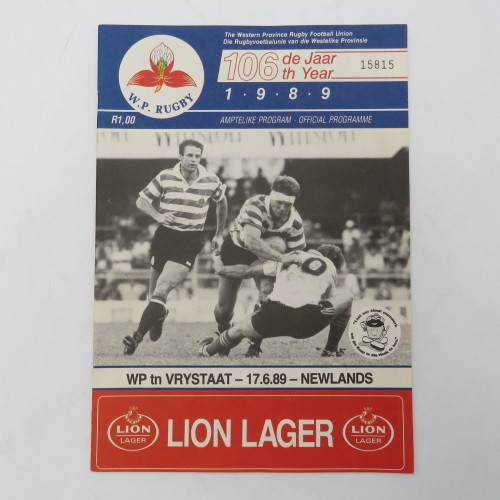 The Western Province Rugby Football Union
Die Rugbyvoetbalunie van die Westelike Provinsie
106 de Jaar
th Year
15815
1·9·8·9
W.P. RUGBY
R1,00
AMPTELIKE PROGRAM · OFFICIAL PROGRAMME
9
WP tn VRYSTAAT – 17.6.89 – NEWLANDS
LION
LAGER
LION LAGER
LION
LAGER